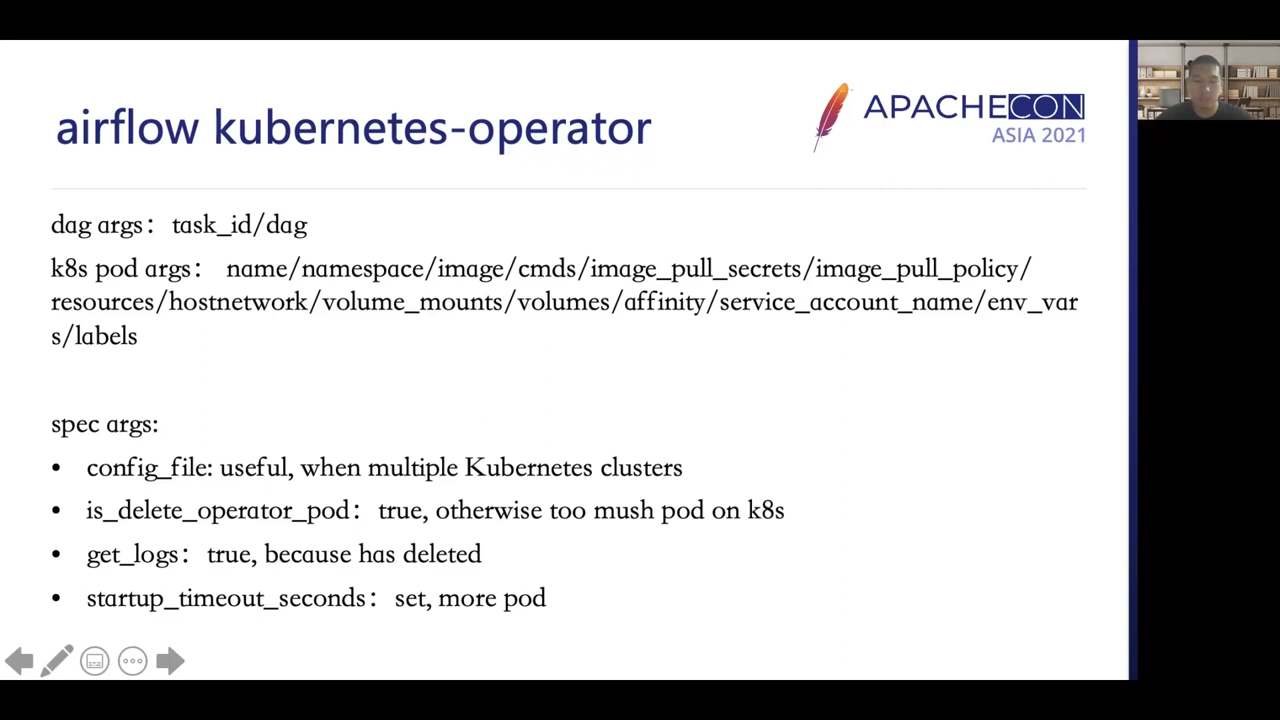 airflow kubernetes-operator
APACHECON
ASIA 2021
dag args： task_id/dag
k8s pod args： name/namespace/image/cmds/image_pull_secrets/image_pull_policy/
resources/hostnetwork/volume_mounts/volumes/affinity/service_account_name/env_var
s/labels
spec args:
• config_file: useful, when multiple Kubernetes clusters
• is_delete_operator_pod： true, otherwise too mush pod on k8s
• get_logs： true, because has deleted
• startup_timeout_seconds： set, more pod